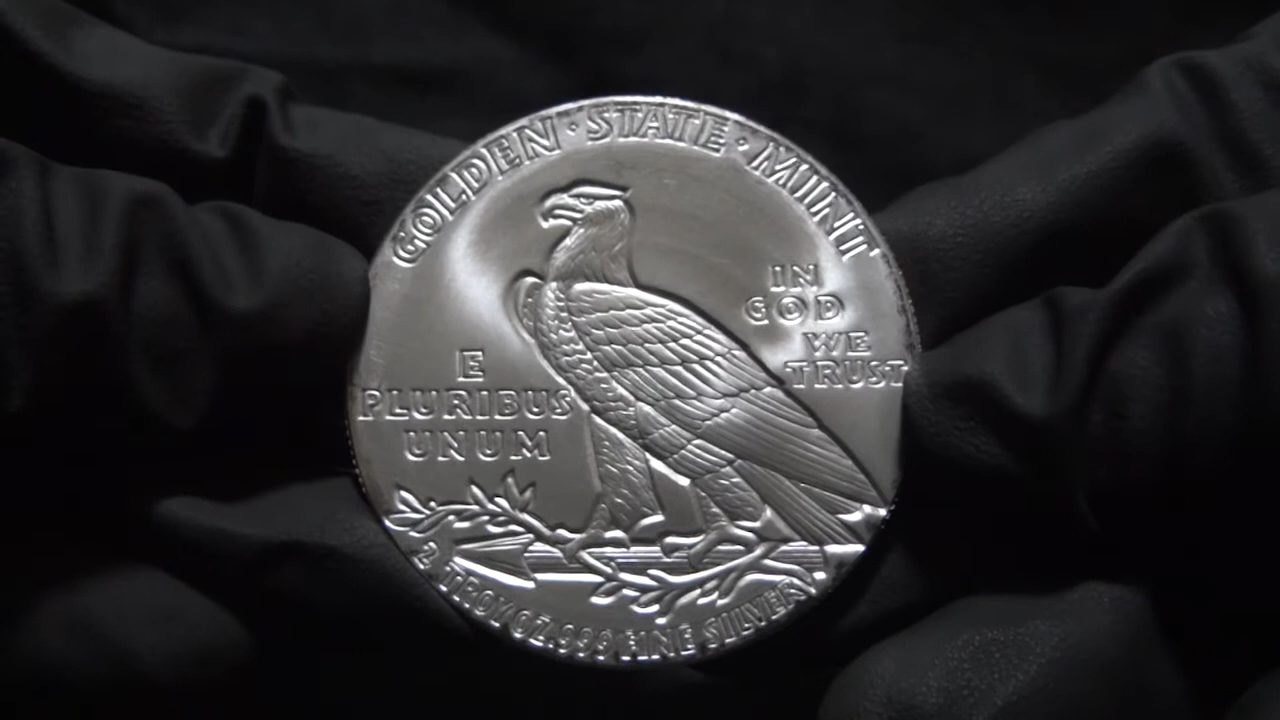 GOLDEN·STATE·MINT
IN
GOD
WE
TRUST
E
PLURIBUS
UNUM
2 TROY OZ .999 FINE SILVER